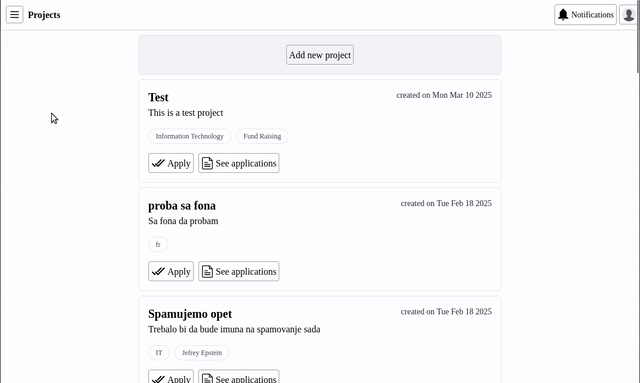 Projects
Notifications
Add new project
Test
created on Mon Mar 10 2025
This is a test project
Information Technology
Fund Raising
Apply
See applications
proba sa fona
created on Tue Feb 18 2025
Sa fona da probam
fr
Apply
See applications
Spamujemo opet
created on Tue Feb 18 2025
Trebalo bi da bude imuna na spamovanje sada
IT
Jefrey Epstein
Apply
See applications